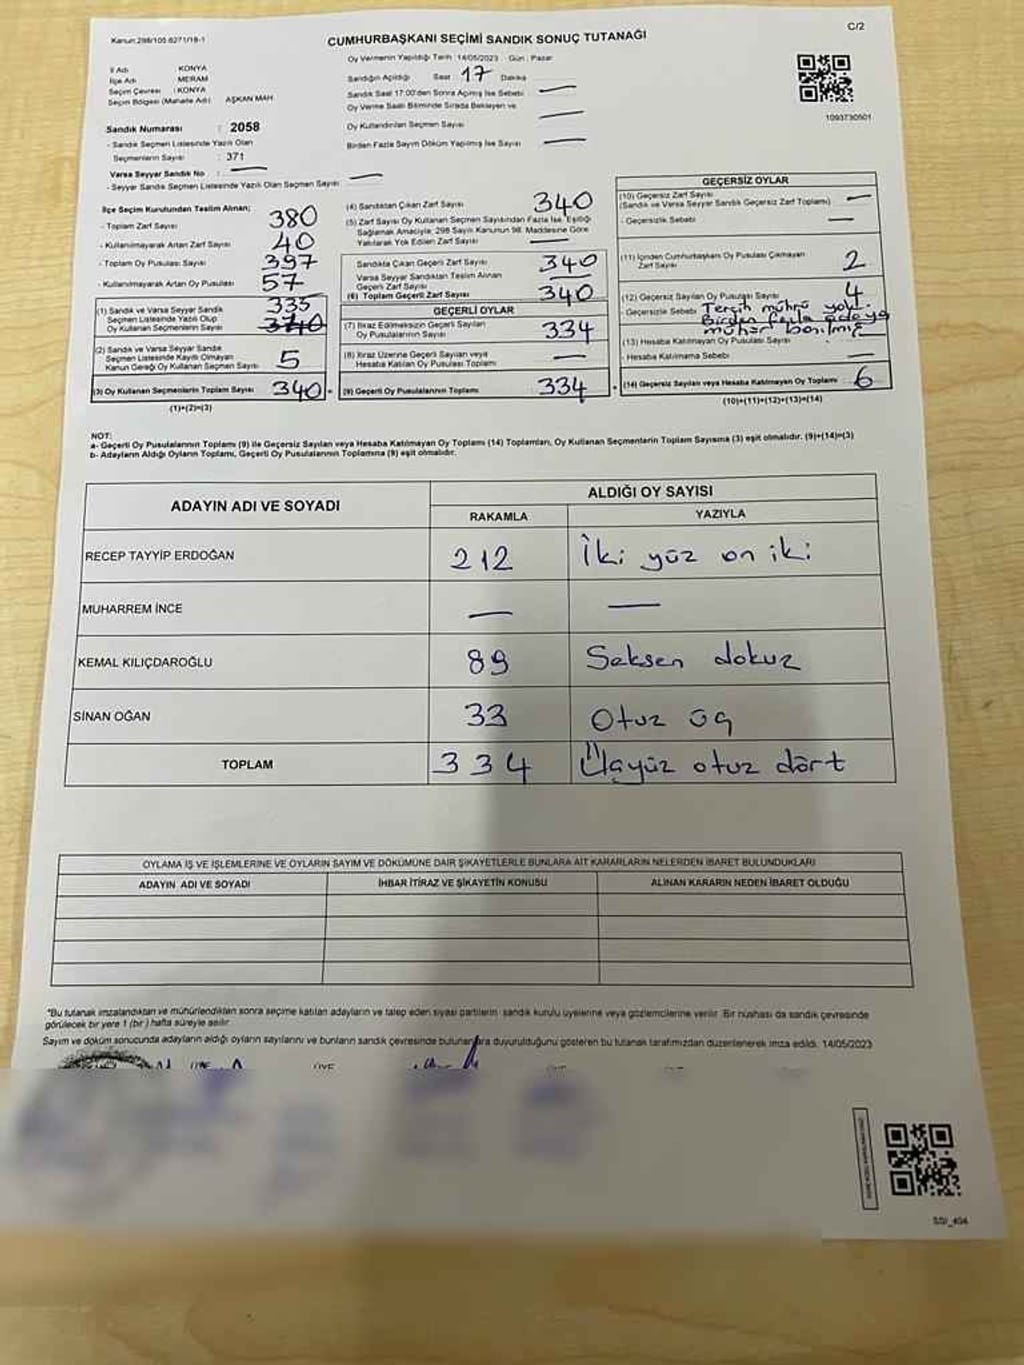 Kanun:298/105 6271/18-1
C/2
CUMHURBAŞKANI SEÇİMİ SANDIK SONUÇ TUTANAĞI
İl Adı : KONYA
İlçe Adı : MERAM
Seçim Çevresi : KONYA
Seçim Bölgesi (Mahalle Adı) : AŞKAN MAH
Sandık Numarası : 2058
- Sandık Seçmen Listesinde Yazılı Olan
Seçmenlerin Sayısı : 371
Varsa Seyyar Sandık No : —
- Seyyar Sandık Seçmen Listesinde Yazılı Olan Seçmen Sayısı —
Oy Vermenin Yapıldığı Tarih :14/05/2023 Gün : Pazar
Sandığın Açıldığı Saat 17 Dakika
Sandık Saat 17:00'den Sonra Açılmış İse Sebebi —
Oy Verme Saati Bitiminde Sırada Bekleyen ve
Oy Kullandırılan Seçmen Sayısı —
Birden Fazla Sayım Döküm Yapılmış İse Sayısı —
1093730501
İlçe Seçim Kurulundan Teslim Alınan;
- Toplam Zarf Sayısı 380
- Kullanılmayarak Artan Zarf Sayısı 40
- Toplam Oy Pusulası Sayısı 397
- Kullanılmayarak Artan Oy Pusulası 57
(1) Sandık ve Varsa Seyyar Sandık
Seçmen Listesinde Yazılı Olup
Oy Kullanan Seçmenlerin Sayısı
335
340
(2) Sandık ve Varsa Seyyar Sandık
Seçmen Listesinde Kayıtlı Olmayan
Kanun Gereği Oy Kullanan Seçmen Sayısı 5
(3) Oy Kullanan Seçmenlerin Toplam Sayısı 340
(1)+(2)=(3)
(4) Sandıktan Çıkan Zarf Sayısı 340
(5) Zarf Sayısı Oy Kullanan Seçmen Sayısından Fazla İse, Eşitliği
Sağlamak Amacıyla; 298 Sayılı Kanunun 98. Maddesine Göre
Yakılarak Yok Edilen Zarf Sayısı —
Sandıkta Çıkan Geçerli Zarf Sayısı 340
Varsa Seyyar Sandıktan Teslim Alınan
Geçerli Zarf Sayısı —
(6) Toplam Geçerli Zarf Sayısı 340
GEÇERLİ OYLAR
(7) İtiraz Edilmeksizin Geçerli Sayılan
Oy Pusulalarının Sayısı 334
(8) İtiraz Üzerine Geçerli Sayılan veya
Hesaba Katılan Oy Pusulası Toplamı —
(9) Geçerli Oy Pusulalarının Toplamı 334
GEÇERSİZ OYLAR
(10) Geçersiz Zarf Sayısı —
(Sandık ve Varsa Seyyar Sandık Geçersiz Zarf Toplamı)
- Geçersizlik Sebebi —
(11) İçinden Cumhurbaşkanı Oy Pusulası Çıkmayan
Zarf Sayısı 2
(12) Geçersiz Sayılan Oy Pusulası Sayısı 4
- Geçersizlik Sebebi Tercih mührü yok.
Birden fazla adaya
mühür basılmış
(13) Hesaba Katılmayan Oy Pusulası Sayısı
- Hesaba Katılmama Sebebi —
(14) Geçersiz Sayılan veya Hesaba Katılmayan Oy Toplamı 6
(10)+(11)+(12)+(13)=(14)
NOT:
a- Geçerli Oy Pusulalarının Toplamı (9) ile Geçersiz Sayılan veya Hesaba Katılmayan Oy Toplamı (14) Toplamları, Oy Kullanan Seçmenlerin Toplam Sayısına (3) eşit olmalıdır. (9)+(14)=(3)
b- Adayların Aldığı Oyların Toplamı, Geçerli Oy Pusulalarının Toplamına (9) eşit olmalıdır.
ADAYIN ADI VE SOYADI
ALDIĞI OY SAYISI
RAKAMLA YAZIYLA
RECEP TAYYİP ERDOĞAN 212 İki yüz on iki
MUHARREM İNCE — —
KEMAL KILIÇDAROĞLU 89 Seksen dokuz
SİNAN OĞAN 33 Otuz üç
TOPLAM 334 Üçyüz otuz dört
OYLAMA İŞ VE İŞLEMLERİNE VE OYLARIN SAYIM VE DÖKÜMÜNE DAİR ŞİKAYETLERLE BUNLARA AİT KARARLARIN NELERDEN İBARET BULUNDUKLARI
ADAYIN ADI VE SOYADI İHBAR İTİRAZ VE ŞİKAYETİN KONUSU ALINAN KARARIN NEDEN İBARET OLDUĞU
"Bu tutanak imzalandıktan ve mühürlendikten sonra seçime katılan adayların ve talep eden siyasi partilerin sandık kurulu üyelerine veya gözlemcilerine verilir. Bir nüshası da sandık çevresinde
görülecek bir yere 1 (bir) hafta süreyle asılır.
Sayım ve döküm sonucunda adayların aldığı oyların sayılarını ve bunların sandık çevresinde bulunanlara duyurulduğunu gösteren bu tutanak tarafımızdan düzenlenerek imza edildi. 14/05/2023